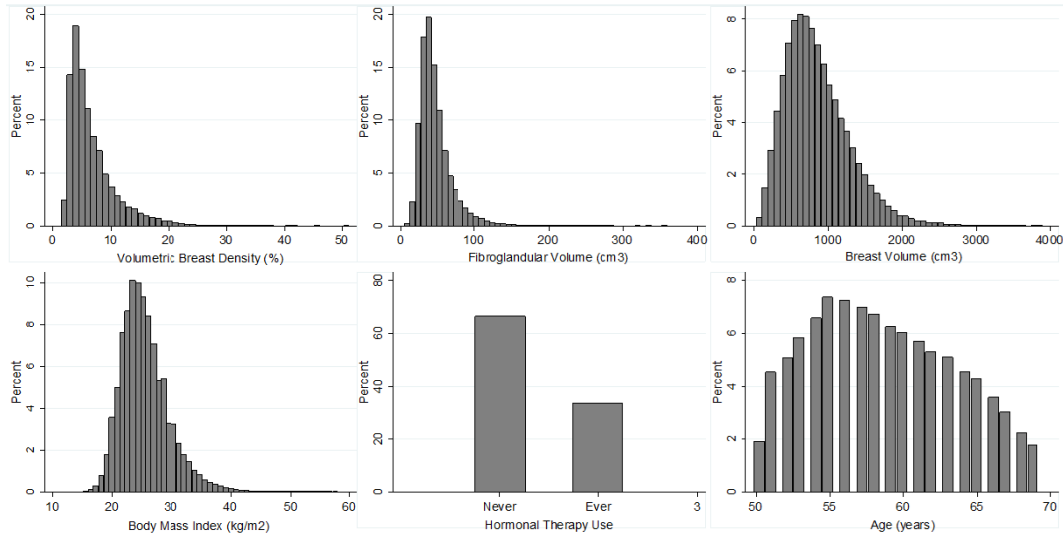 Percent
20
15
10
5
0
0 10 20 30 40 50
Volumetric Breast Density (%)
Percent
20
15
10
5
0
0 100 200 300 400
Fibroglandular Volume (cm3)
Percent
8
6
4
2
0
0 1000 2000 3000 4000
Breast Volume (cm3)
Percent
10
8
6
4
2
0
10 20 30 40 50 60
Body Mass Index (kg/m2)
Percent
80
60
40
20
0
Never Ever 3
Hormonal Therapy Use
Percent
8
6
4
2
0
50 55 60 65 70
Age (years)